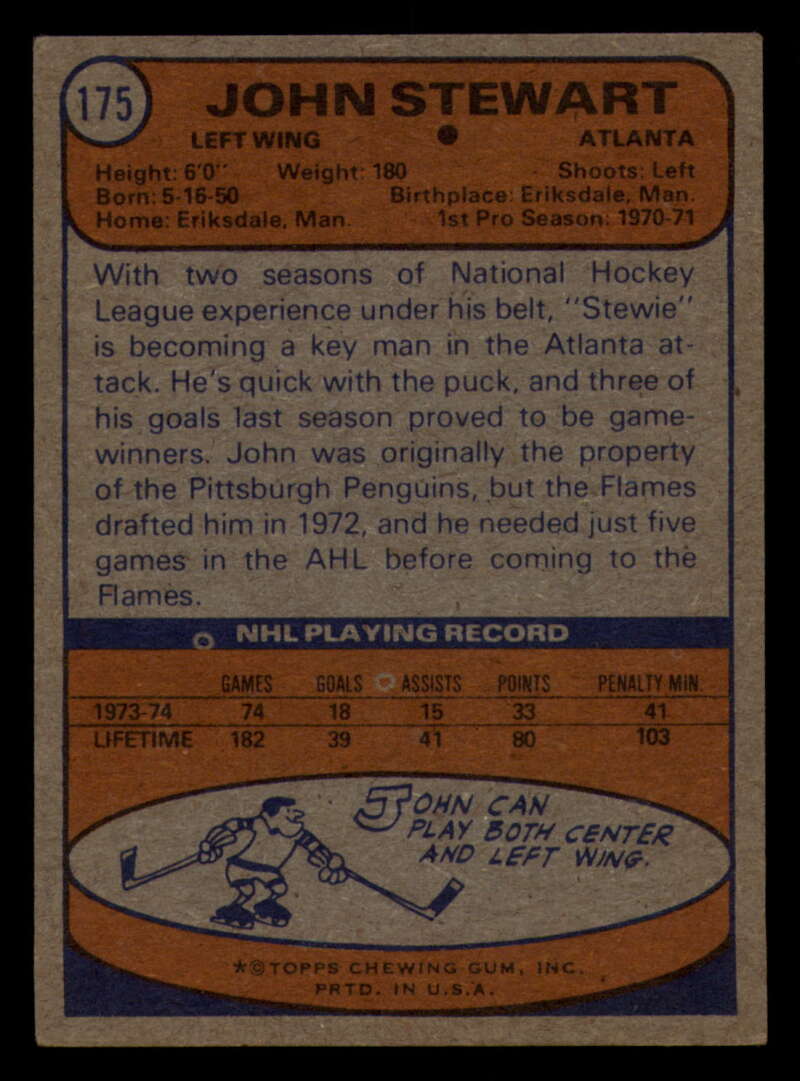 175
JOHN STEWART
LEFT WING ● ATLANTA
Height: 6'0" Weight: 180 Shoots: Left
Born: 5-16-50 Birthplace: Eriksdale, Man.
Home: Eriksdale, Man. 1st Pro Season: 1970-71
With two seasons of National Hockey
League experience under his belt, "Stewie"
is becoming a key man in the Atlanta at-
tack. He's quick with the puck, and three of
his goals last season proved to be game-
winners. John was originally the property
of the Pittsburgh Penguins, but the Flames
drafted him in 1972, and he needed just five
games in the AHL before coming to the
Flames.
NHL PLAYING RECORD
GAMES GOALS ASSISTS POINTS PENALTY MIN.
1973-74 74 18 15 33 41
LIFETIME 182 39 41 80 103
JOHN CAN
PLAY BOTH CENTER
AND LEFT WING.
*©TOPPS CHEWING GUM, INC.
PRTD. IN U.S.A.